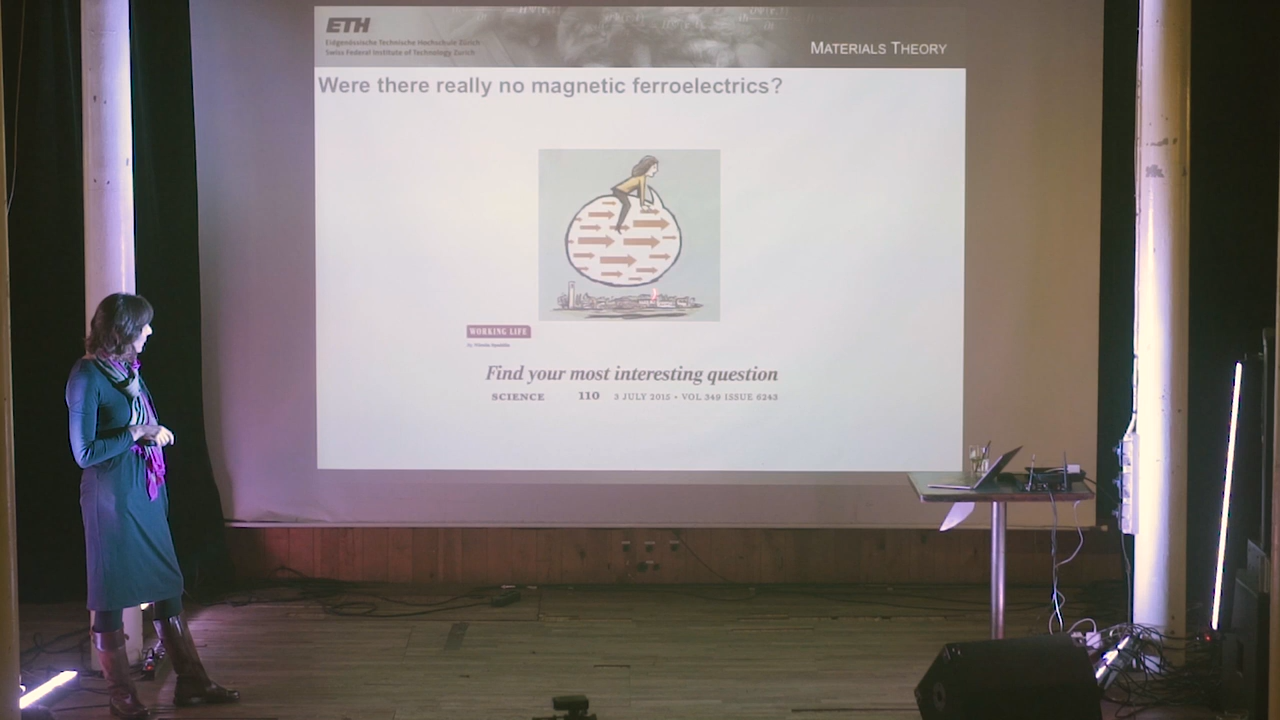 ETH
Eidgenössische Technische Hochschule Zürich
Swiss Federal Institute of Technology Zurich
MATERIALS THEORY
Were there really no magnetic ferroelectrics?
WORKING LIFE
Find your most interesting question
SCIENCE 110 3 JULY 2015 • VOL 349 ISSUE 6243